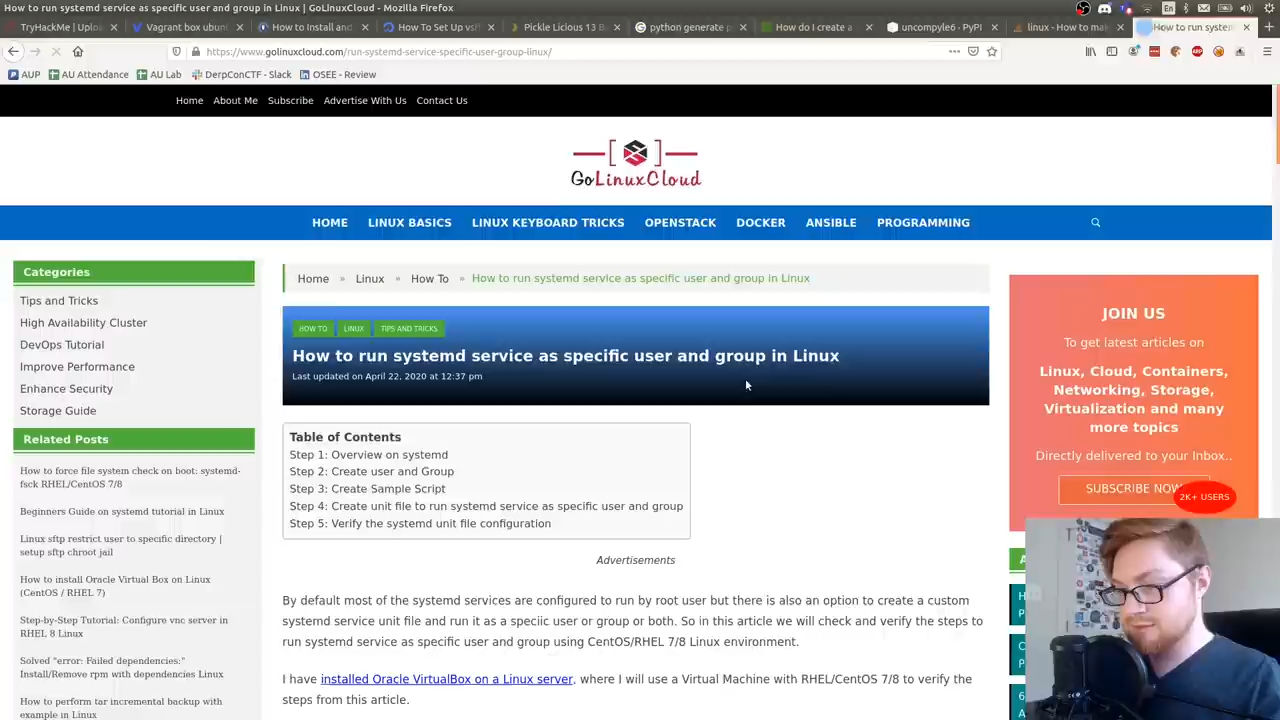 How to run systemd service as specific user and group in Linux | GoLinuxCloud - Mozilla Firefox
En
TryHackMe | Uploa
Vagrant box ubunt
How to Install and
How To Set Up vsf
Pickle Licious 13 B
python generate p
How do I create a
uncompyle6 · PyPI
linux - How to mak
How to run syste
https://www.golinuxcloud.com/run-systemd-service-specific-user-group-linux/
AUP
AU Attendance
AU Lab
DerpConCTF - Slack
OSEE - Review
Home
About Me
Subscribe
Advertise With Us
Contact Us
GoLinuxCloud
HOME
LINUX BASICS
LINUX KEYBOARD TRICKS
OPENSTACK
DOCKER
ANSIBLE
PROGRAMMING
Categories
Tips and Tricks
High Availability Cluster
DevOps Tutorial
Improve Performance
Enhance Security
Storage Guide
Related Posts
How to force file system check on boot: systemd-
fsck RHEL/CentOS 7/8
Beginners Guide on systemd tutorial in Linux
Linux sftp restrict user to specific directory |
setup sftp chroot jail
How to install Oracle Virtual Box on Linux
(CentOS / RHEL 7)
Step-by-Step Tutorial: Configure vnc server in
RHEL 8 Linux
Solved "error: Failed dependencies:"
Install/Remove rpm with dependencies Linux
How to perform tar incremental backup with
example in Linux
Home » Linux » How To » How to run systemd service as specific user and group in Linux
HOW TO
LINUX
TIPS AND TRICKS
How to run systemd service as specific user and group in Linux
Last updated on April 22, 2020 at 12:37 pm
Table of Contents
Step 1: Overview on systemd
Step 2: Create user and Group
Step 3: Create Sample Script
Step 4: Create unit file to run systemd service as specific user and group
Step 5: Verify the systemd unit file configuration
Advertisements
By default most of the systemd services are configured to run by root user but there is also an option to create a custom
systemd service unit file and run it as a speciic user or group or both. So in this article we will check and verify the steps to
run systemd service as specific user and group using CentOS/RHEL 7/8 Linux environment.
I have installed Oracle VirtualBox on a Linux server, where I will use a Virtual Machine with RHEL/CentOS 7/8 to verify the
steps from this article.
JOIN US
To get latest articles on
Linux, Cloud, Containers,
Networking, Storage,
Virtualization and many
more topics
Directly delivered to your Inbox..
SUBSCRIBE NOW
2K+ USERS